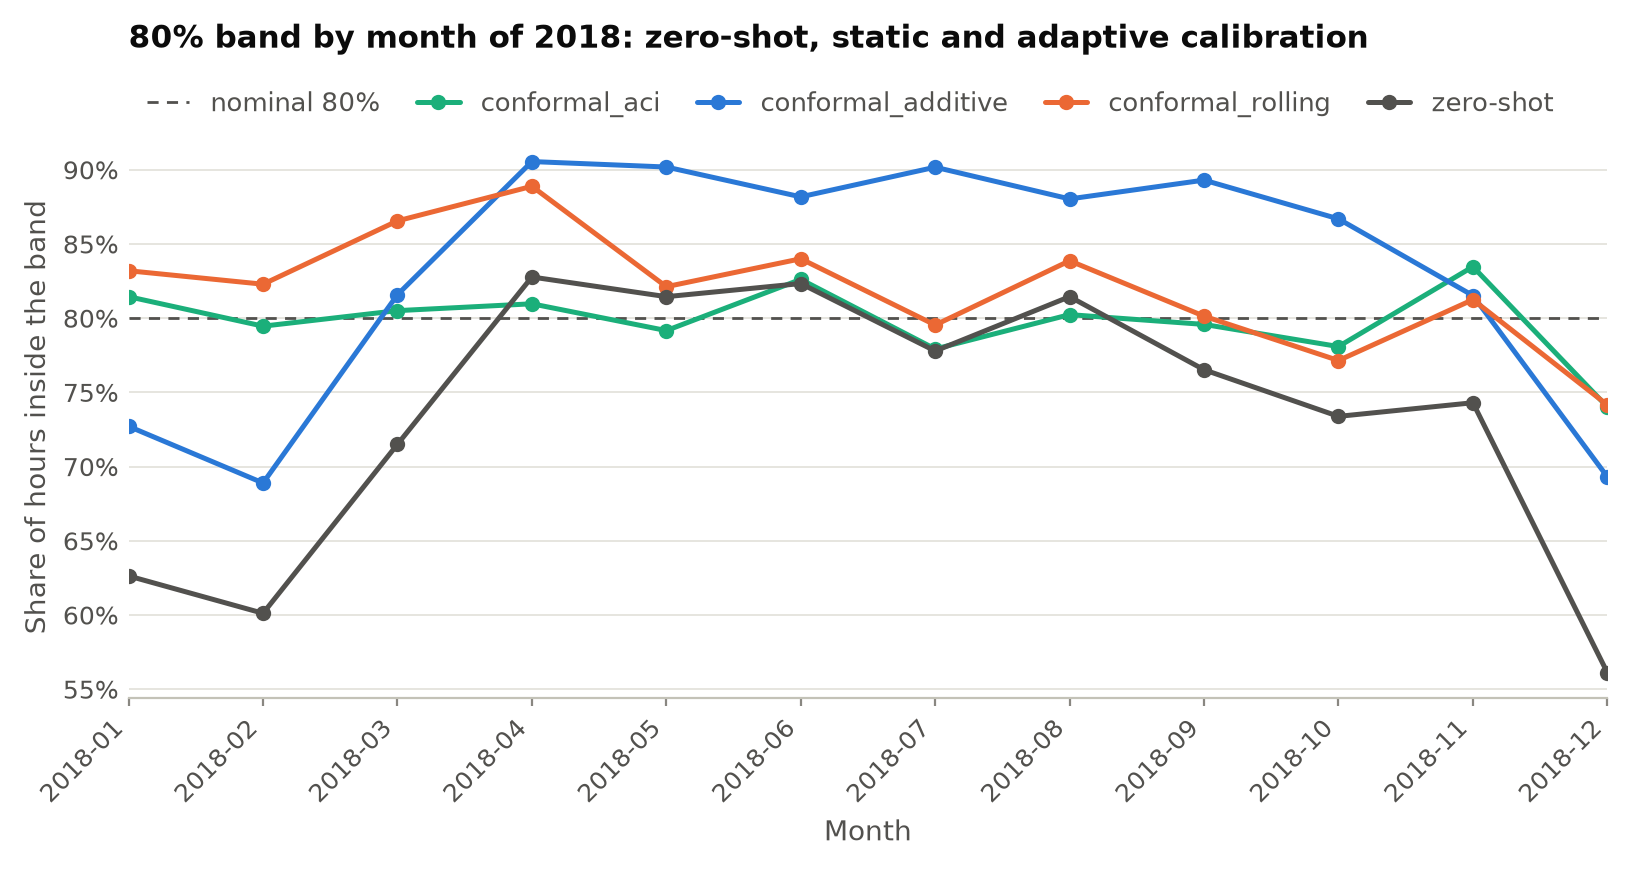 80% band by month of 2018: zero-shot, static and adaptive calibration
nominal 80% conformal_aci conformal_additive conformal_rolling zero-shot
90%
85%
80%
75%
70%
65%
60%
55%
Share of hours inside the band
2018-01 2018-02 2018-03 2018-04 2018-05 2018-06 2018-07 2018-08 2018-09 2018-10 2018-11 2018-12
Month